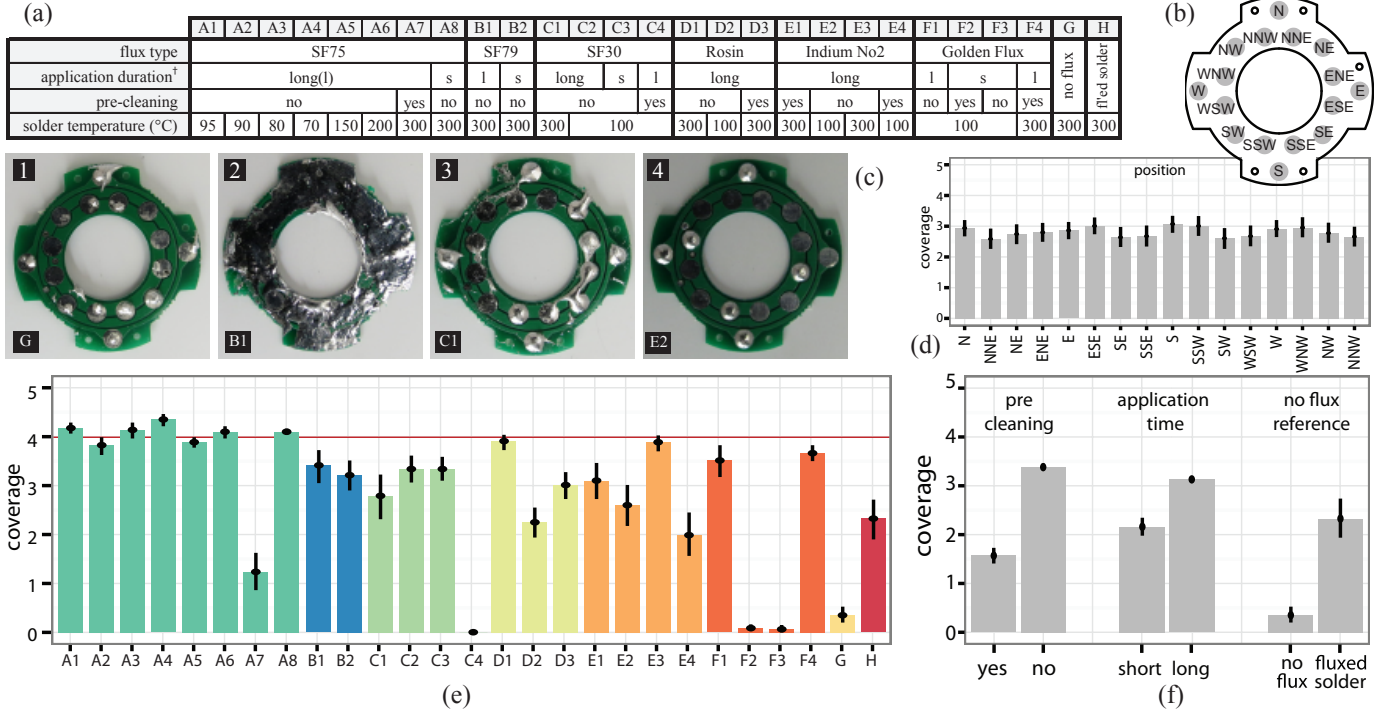 (a)
A1 A2 A3 A4 A5 A6 A7 A8 B1 B2 C1 C2 C3 C4 D1 D2 D3 E1 E2 E3 E4 F1 F2 F3 F4 G H
flux type SF75 SF79 SF30 Rosin Indium No2 Golden Flux no flux fl'ed solder
application duration† long(l) s l s long s l long long l s l
pre-cleaning no yes no no no no yes no yes yes no yes no yes no yes
solder temperature (°C) 95 90 80 70 150 200 300 300 300 300 300 100 300 100 300 300 100 300 100 100 300 300 300
(b)
N
NNW NNE
NW NE
WNW ENE
W E
WSW ESE
SW SE
SSW SSE
S
1 2 3 4
G B1 C1 E2
(c)
position
coverage
5
4
3
2
1
0
N NNE NE ENE E ESE SE SSE S SSW SW WSW W WNW NW NNW
(d)
coverage
5
4
3
2
1
0
A1 A2 A3 A4 A5 A6 A7 A8 B1 B2 C1 C2 C3 C4 D1 D2 D3 E1 E2 E3 E4 F1 F2 F3 F4 G H
(e)
coverage
5
4
3
2
1
0
pre application no flux
cleaning time reference
yes no short long no fluxed
flux solder
(f)